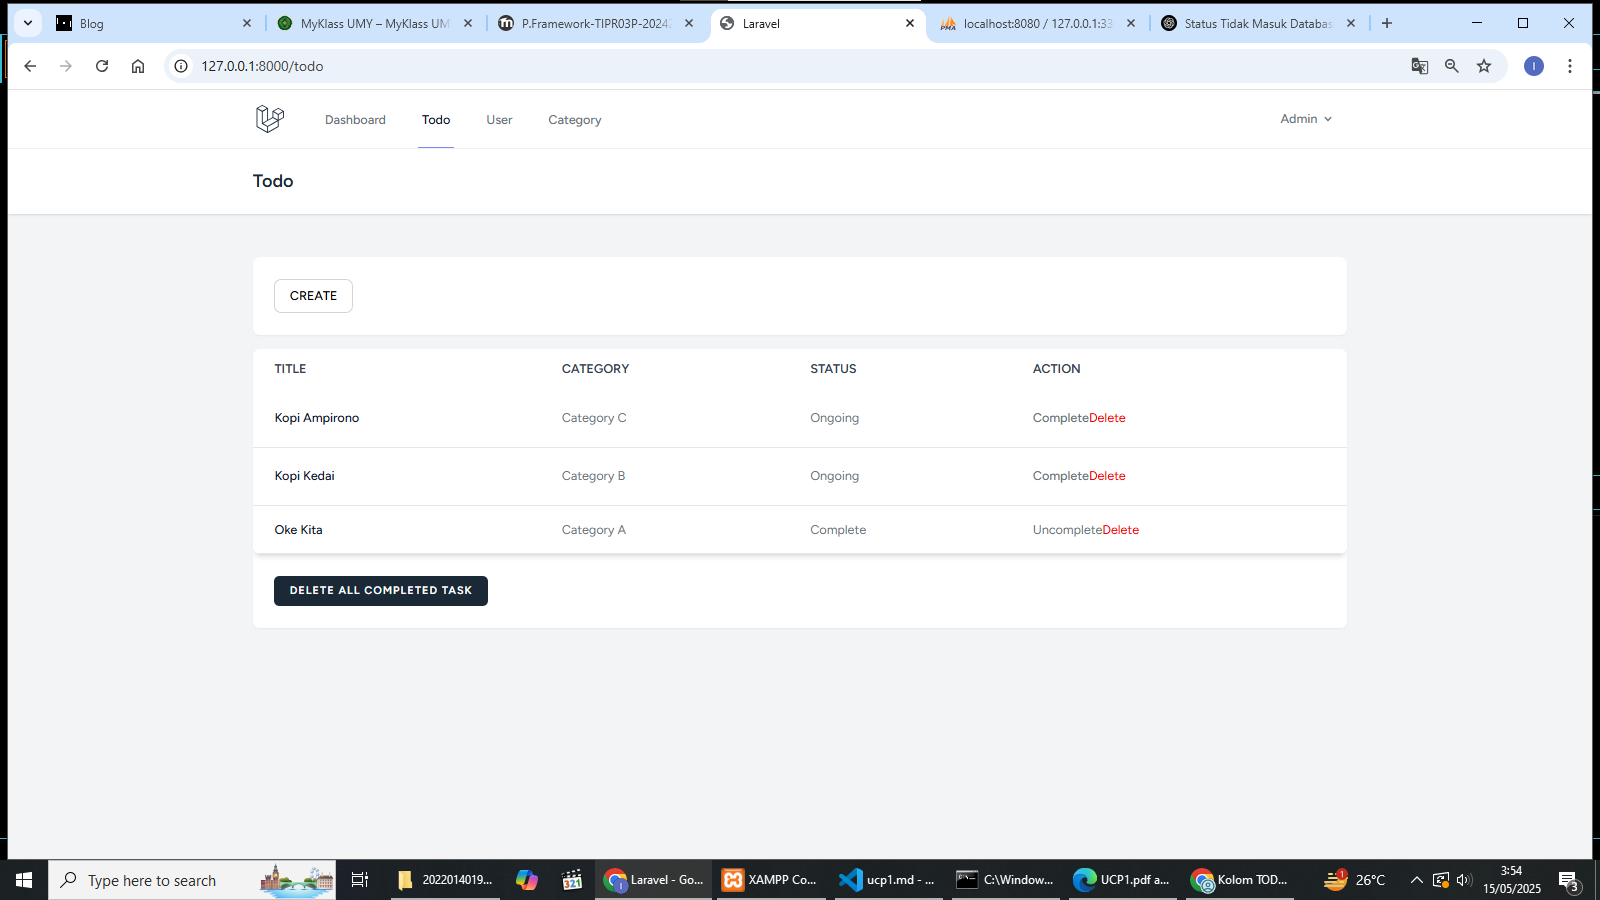 Blog
MyKlass UMY – MyKlass UM
P.Framework-TIPR03P-2024
Laravel
localhost:8080 / 127.0.0.1:33
Status Tidak Masuk Databas
127.0.0.1:8000/todo
Dashboard Todo User Category Admin
Todo
CREATE
TITLE CATEGORY STATUS ACTION
Kopi Ampirono Category C Ongoing CompleteDelete
Kopi Kedai Category B Ongoing CompleteDelete
Oke Kita Category A Complete UncompleteDelete
DELETE ALL COMPLETED TASK
Type here to search
2022014019...
Laravel - Go...
XAMPP Co...
ucp1.md - ...
C:\Window...
UCP1.pdf a...
Kolom TOD...
26°C
3:54
15/05/2025
3